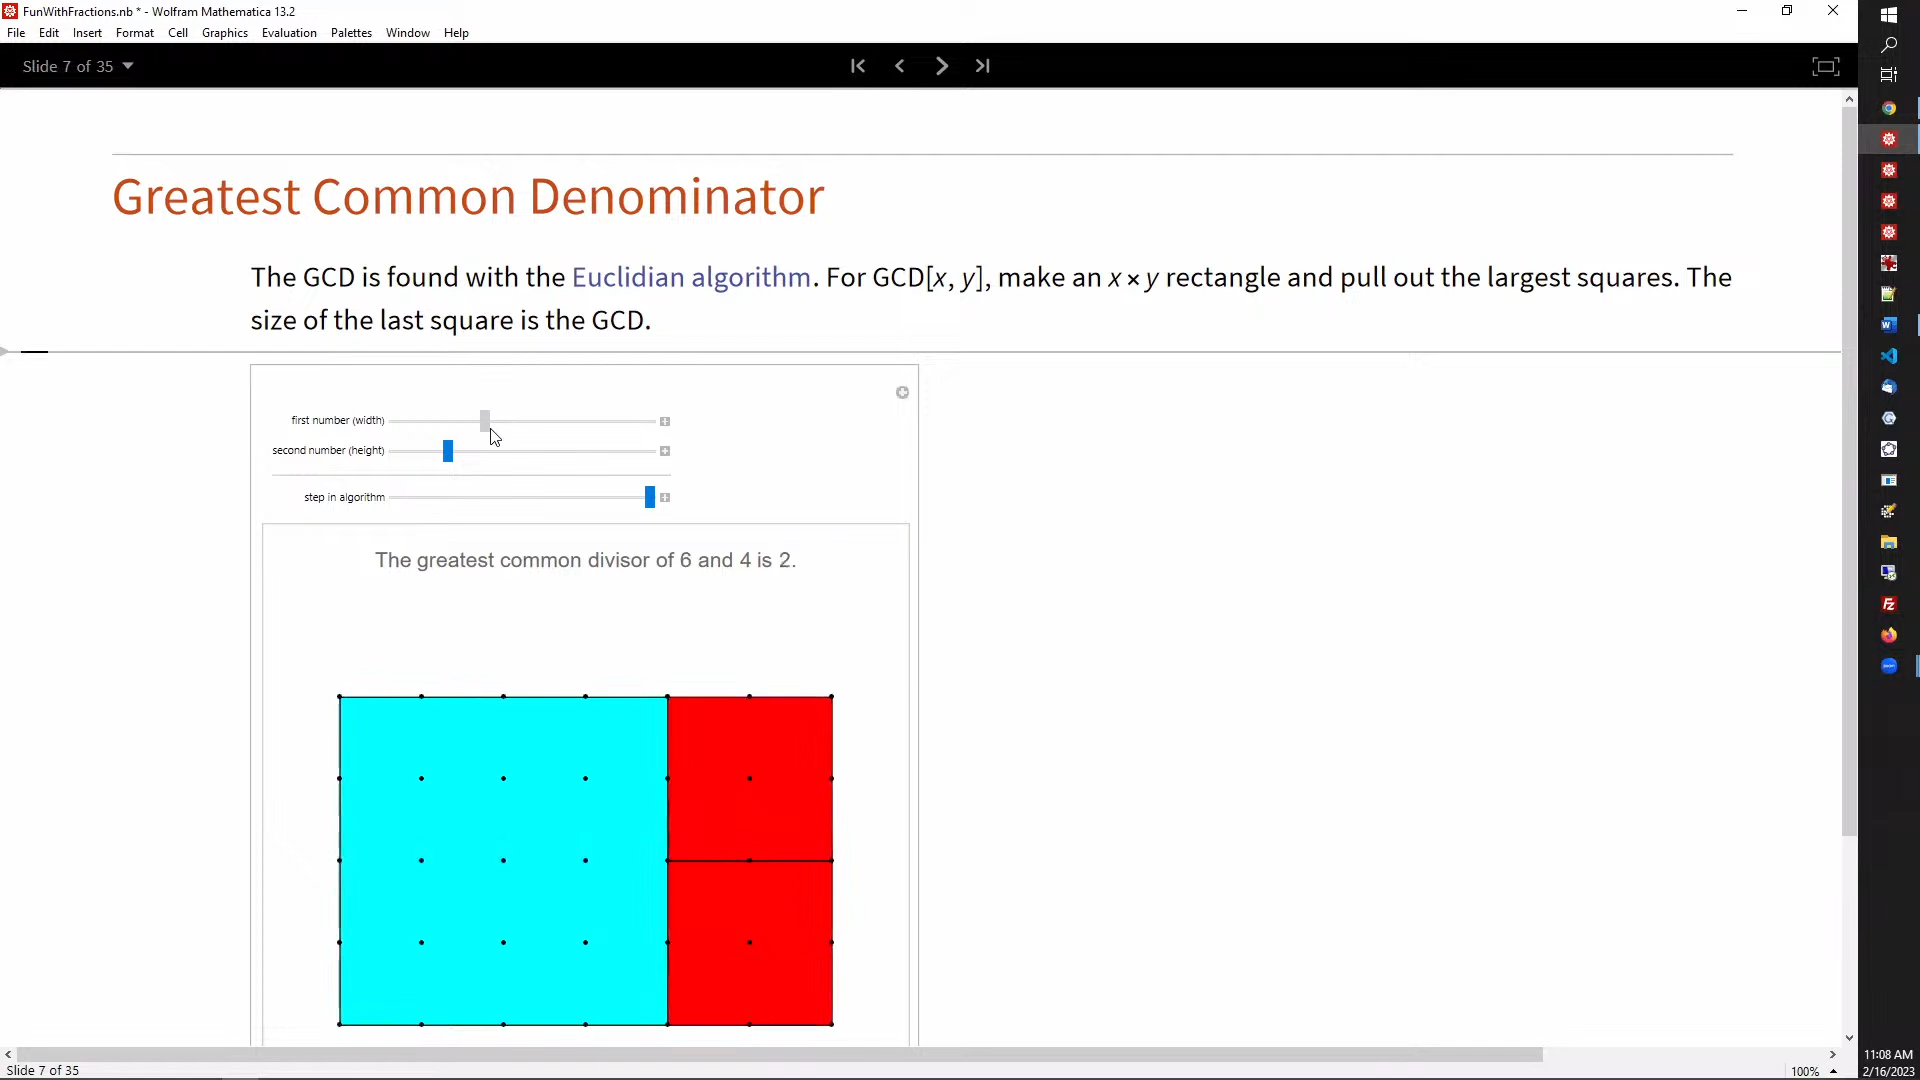 FunWithFractions.nb * - Wolfram Mathematica 13.2
File Edit Insert Format Cell Graphics Evaluation Palettes Window Help
Slide 7 of 35
Greatest Common Denominator
The GCD is found with the Euclidian algorithm. For GCD[x, y], make an x × y rectangle and pull out the largest squares. The
size of the last square is the GCD.
first number (width)
second number (height)
step in algorithm
The greatest common divisor of 6 and 4 is 2.
Slide 7 of 35
100%
11:08 AM
2/16/2023